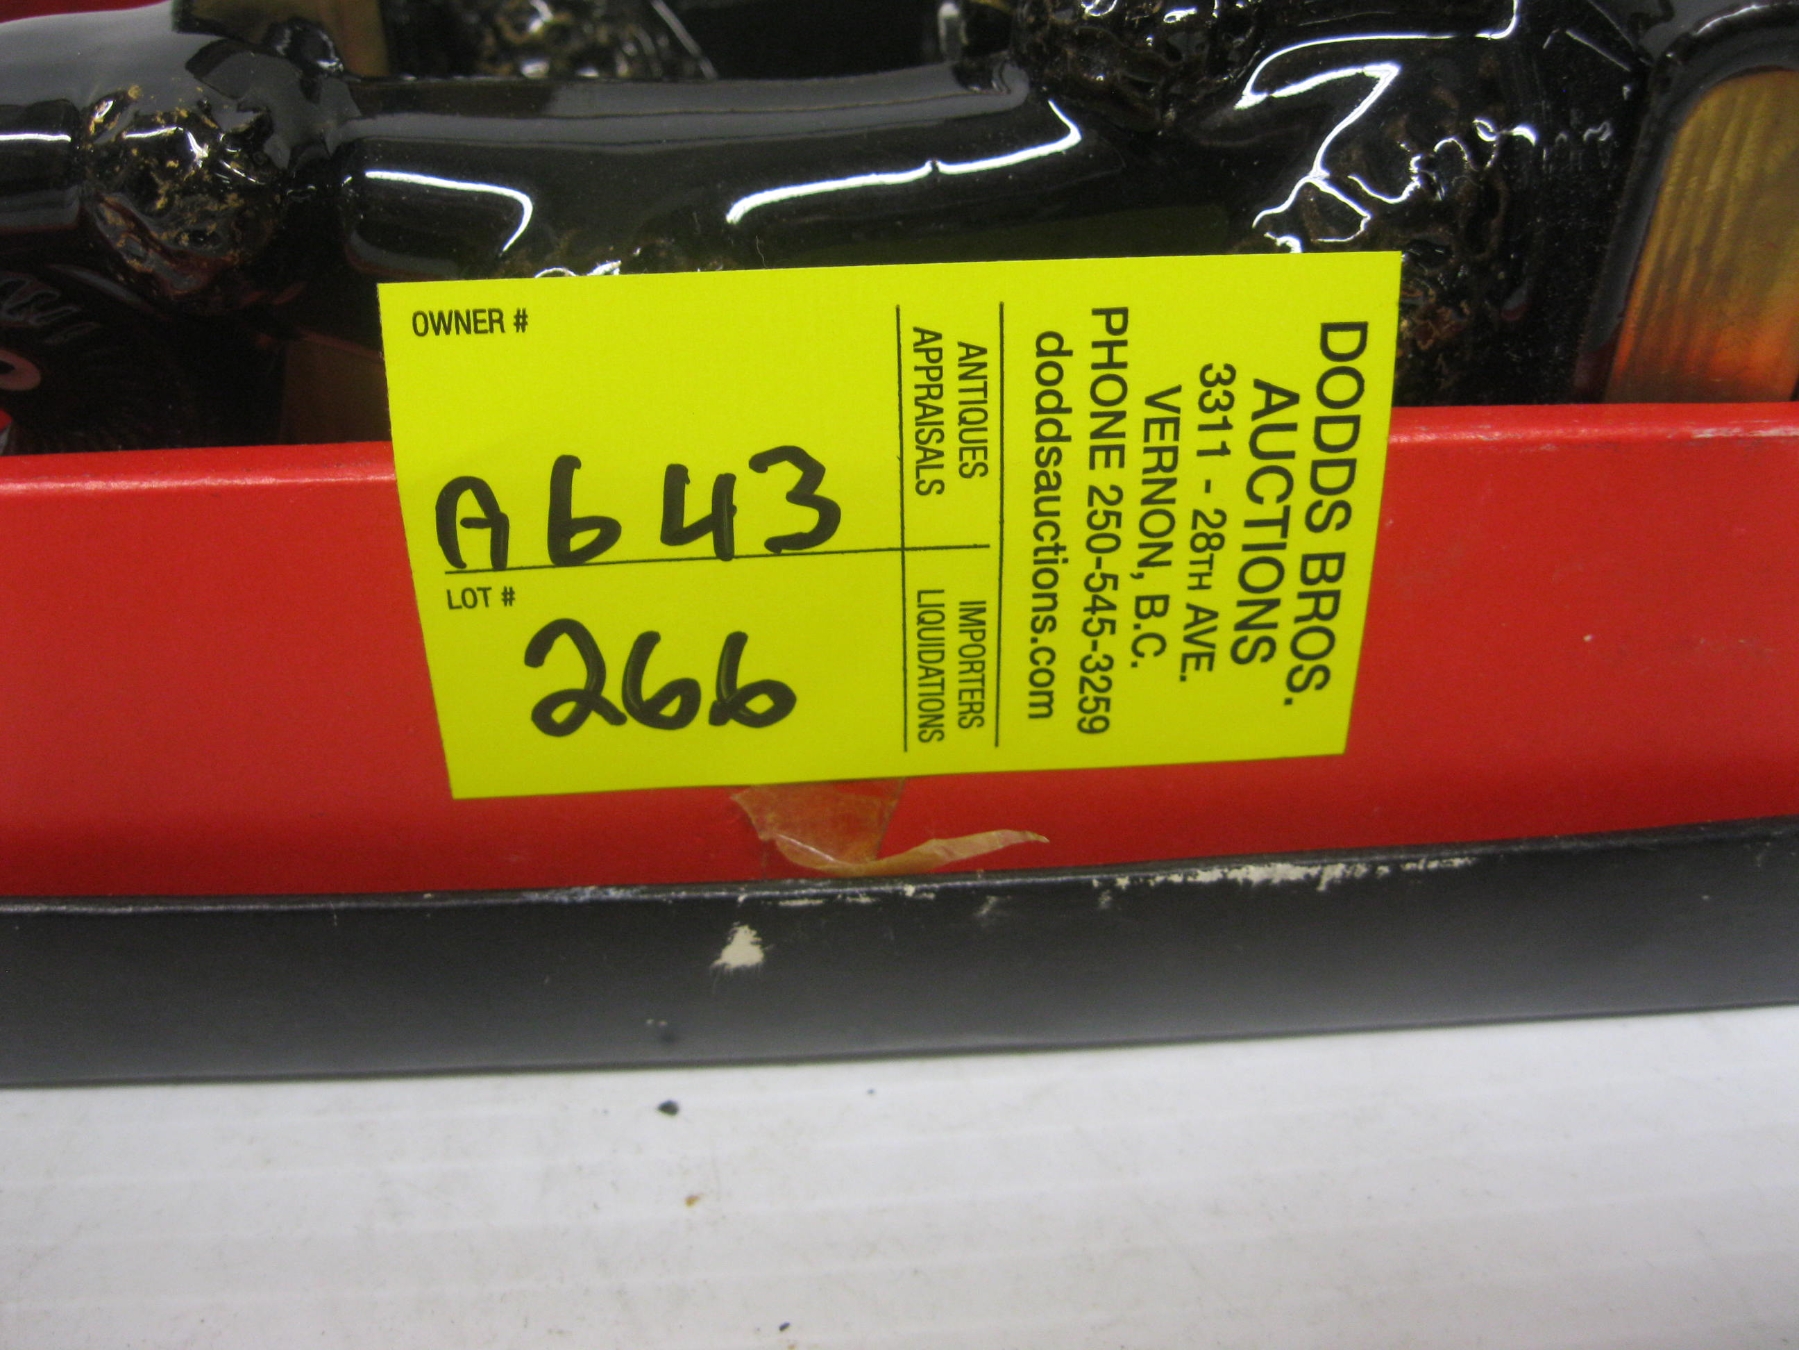 OWNER #
A643
LOT #
266
ANTIQUES
APPRAISALS
IMPORTERS
LIQUIDATIONS
DODDS BROS.
AUCTIONS
3311 - 28TH AVE.
VERNON, B.C.
PHONE 250-545-3259
doddsauctions.com